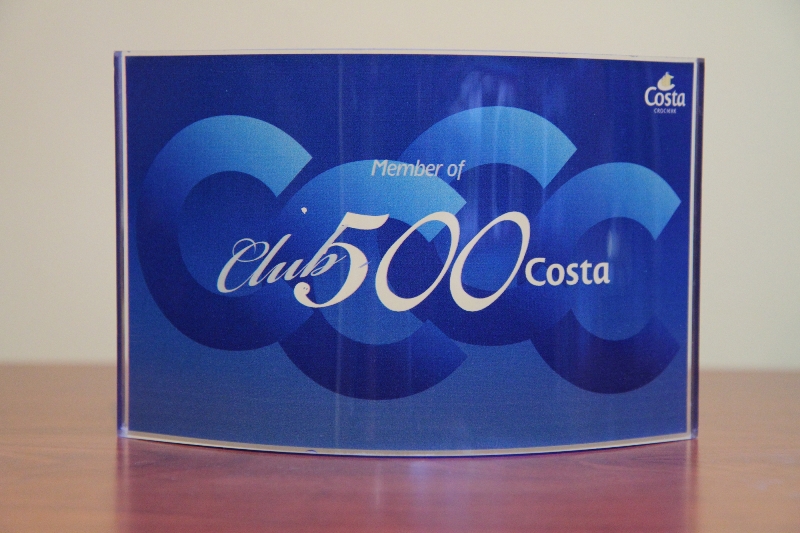 Costa
CROCIERE
Member of
Club 500 Costa